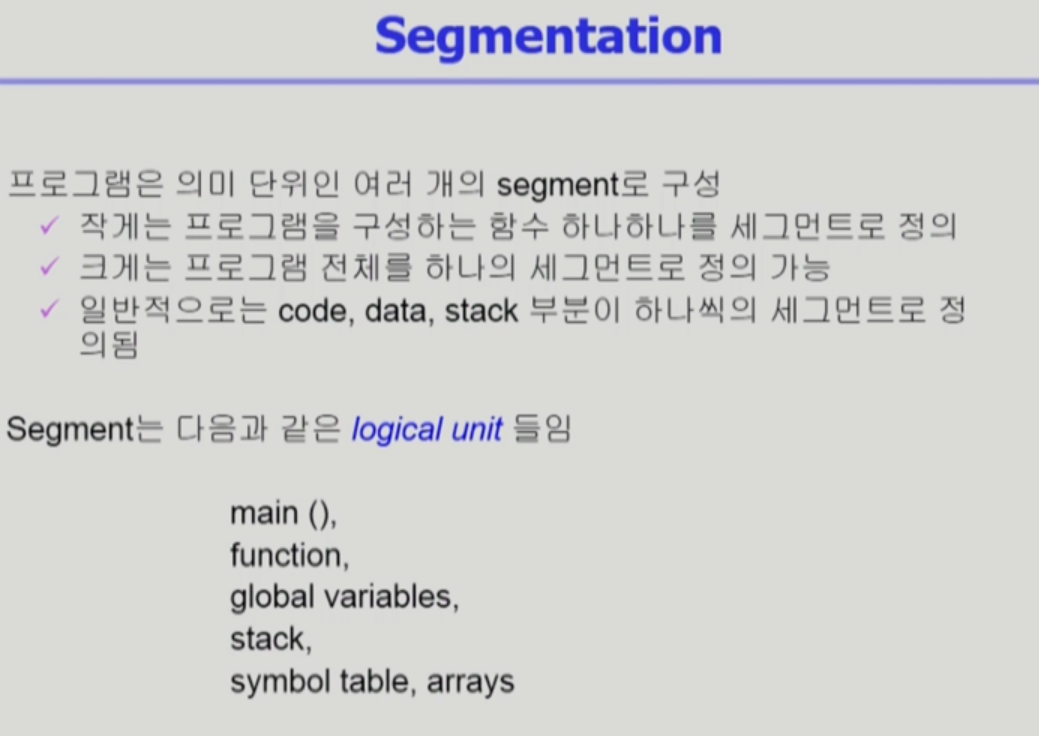 Segmentation
프로그램은 의미 단위인 여러 개의 segment로 구성
✓ 작게는 프로그램을 구성하는 함수 하나하나를 세그먼트로 정의
✓ 크게는 프로그램 전체를 하나의 세그먼트로 정의 가능
✓ 일반적으로는 code, data, stack 부분이 하나씩의 세그먼트로 정
의됨
Segment는 다음과 같은 logical unit 들임
main (),
function,
global variables,
stack,
symbol table, arrays